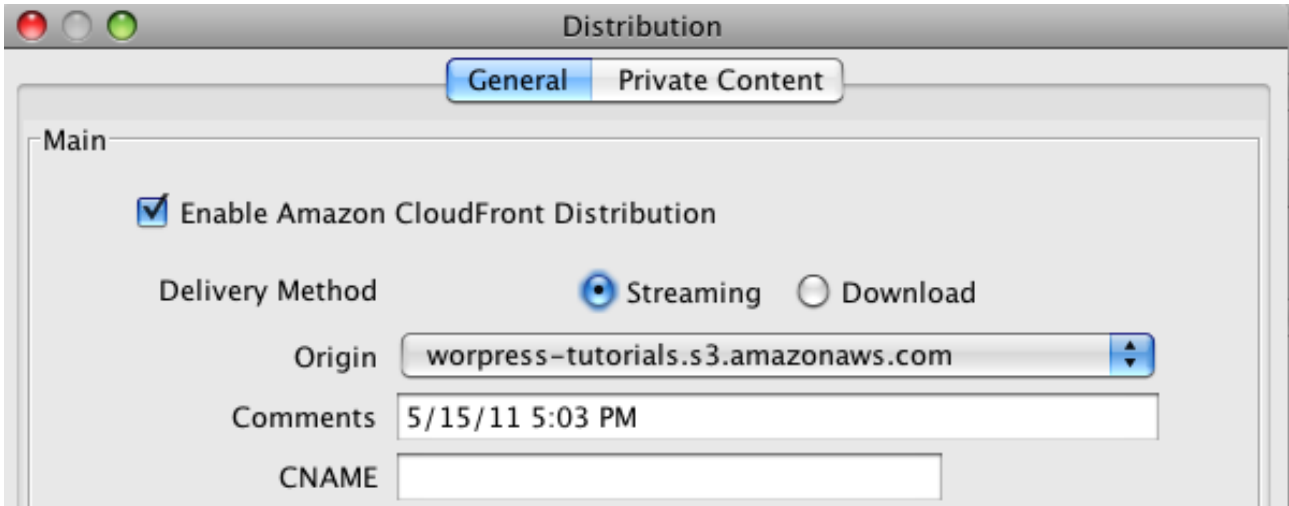 Distribution
General Private Content
Main
Enable Amazon CloudFront Distribution
Delivery Method Streaming Download
Origin worpress-tutorials.s3.amazonaws.com
Comments 5/15/11 5:03 PM
CNAME